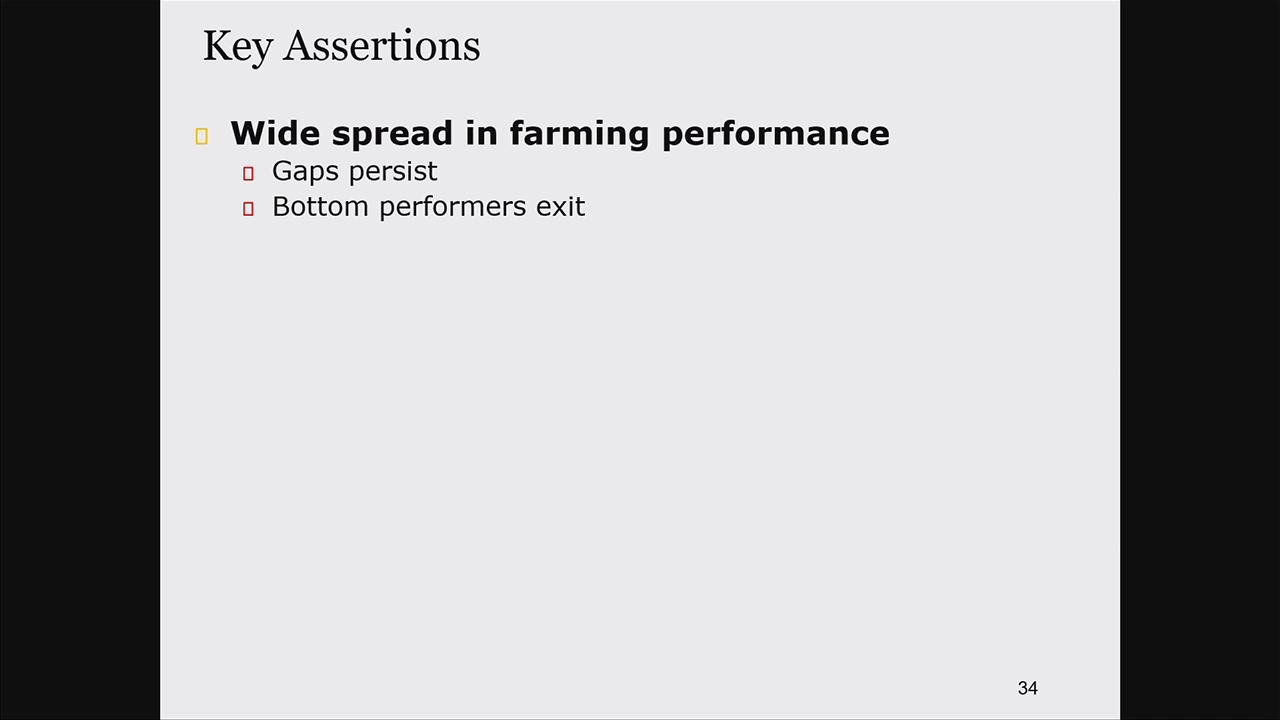 Key Assertions
Wide spread in farming performance
Gaps persist
Bottom performers exit
34